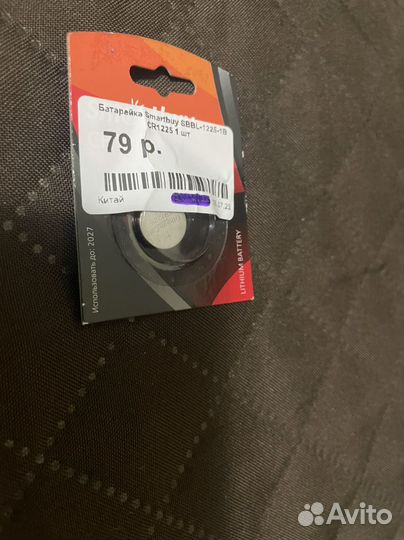 Батарейка Smartbuy SBBL-1225-1B
CR1225 1 шт
79 р.
Китай
Использовать до: 2027
LITHIUM BATTERY
Avito